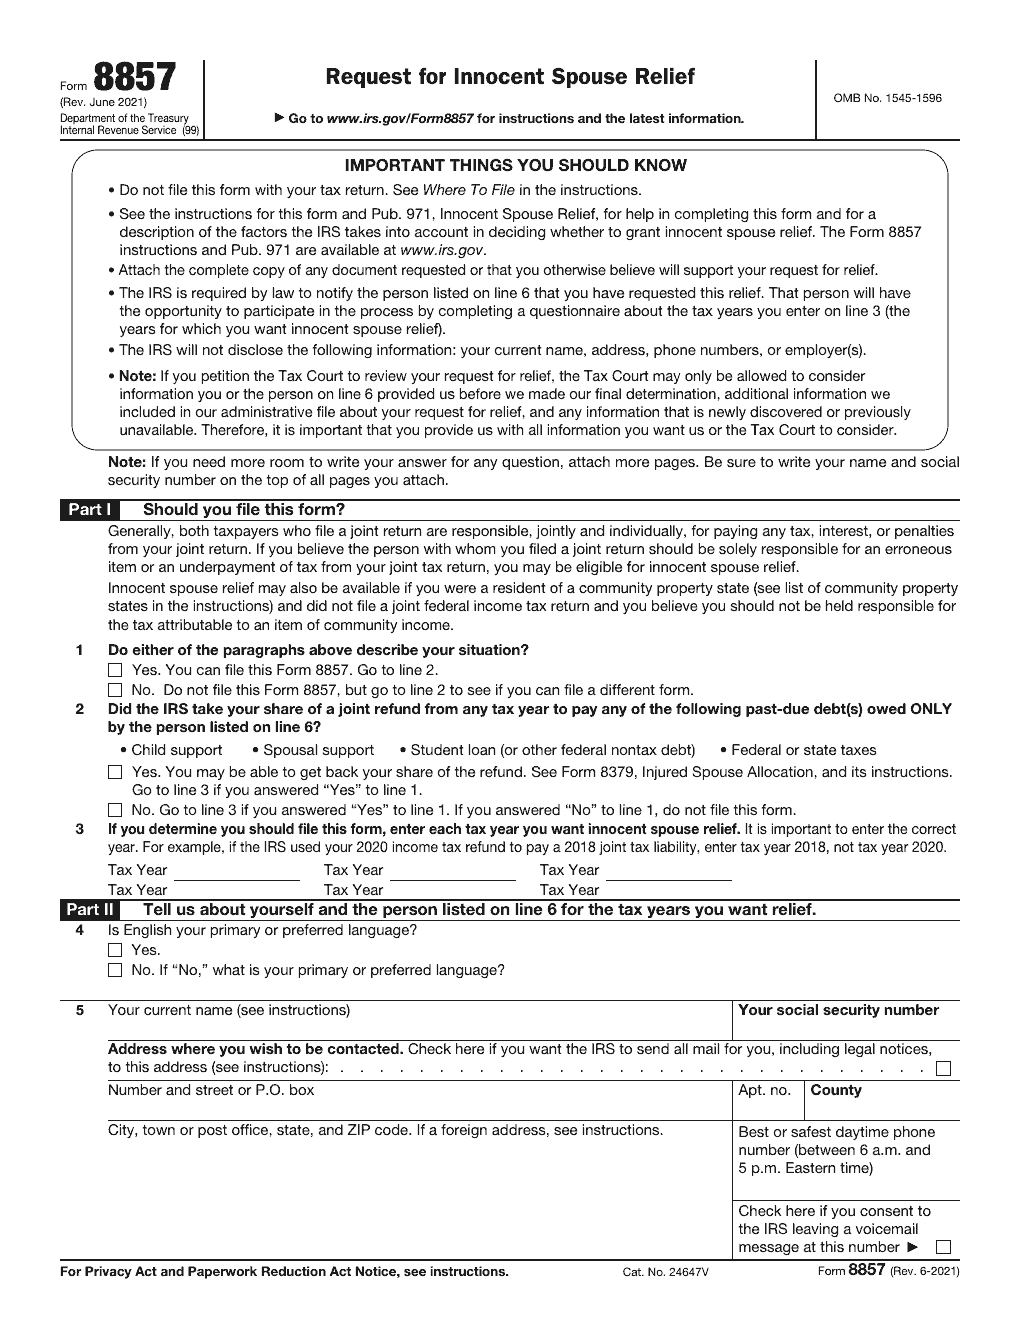 Form 8857
(Rev. June 2021)
Department of the Treasury
Internal Revenue Service (99)
Request for Innocent Spouse Relief
▶ Go to www.irs.gov/Form8857 for instructions and the latest information.
OMB No. 1545-1596
IMPORTANT THINGS YOU SHOULD KNOW
• Do not file this form with your tax return. See Where To File in the instructions.
• See the instructions for this form and Pub. 971, Innocent Spouse Relief, for help in completing this form and for a
description of the factors the IRS takes into account in deciding whether to grant innocent spouse relief. The Form 8857
instructions and Pub. 971 are available at www.irs.gov.
• Attach the complete copy of any document requested or that you otherwise believe will support your request for relief.
• The IRS is required by law to notify the person listed on line 6 that you have requested this relief. That person will have
the opportunity to participate in the process by completing a questionnaire about the tax years you enter on line 3 (the
years for which you want innocent spouse relief).
• The IRS will not disclose the following information: your current name, address, phone numbers, or employer(s).
• Note: If you petition the Tax Court to review your request for relief, the Tax Court may only be allowed to consider
information you or the person on line 6 provided us before we made our final determination, additional information we
included in our administrative file about your request for relief, and any information that is newly discovered or previously
unavailable. Therefore, it is important that you provide us with all information you want us or the Tax Court to consider.
Note: If you need more room to write your answer for any question, attach more pages. Be sure to write your name and social
security number on the top of all pages you attach.
Part I Should you file this form?
Generally, both taxpayers who file a joint return are responsible, jointly and individually, for paying any tax, interest, or penalties
from your joint return. If you believe the person with whom you filed a joint return should be solely responsible for an erroneous
item or an underpayment of tax from your joint tax return, you may be eligible for innocent spouse relief.
Innocent spouse relief may also be available if you were a resident of a community property state (see list of community property
states in the instructions) and did not file a joint federal income tax return and you believe you should not be held responsible for
the tax attributable to an item of community income.
1 Do either of the paragraphs above describe your situation?
Yes. You can file this Form 8857. Go to line 2.
No. Do not file this Form 8857, but go to line 2 to see if you can file a different form.
2 Did the IRS take your share of a joint refund from any tax year to pay any of the following past-due debt(s) owed ONLY
by the person listed on line 6?
• Child support • Spousal support • Student loan (or other federal nontax debt) • Federal or state taxes
Yes. You may be able to get back your share of the refund. See Form 8379, Injured Spouse Allocation, and its instructions.
Go to line 3 if you answered “Yes” to line 1.
No. Go to line 3 if you answered “Yes” to line 1. If you answered “No” to line 1, do not file this form.
3 If you determine you should file this form, enter each tax year you want innocent spouse relief. It is important to enter the correct
year. For example, if the IRS used your 2020 income tax refund to pay a 2018 joint tax liability, enter tax year 2018, not tax year 2020.
Tax Year Tax Year Tax Year
Tax Year Tax Year Tax Year
Part II Tell us about yourself and the person listed on line 6 for the tax years you want relief.
4 Is English your primary or preferred language?
Yes.
No. If “No,” what is your primary or preferred language?
5 Your current name (see instructions) Your social security number
Address where you wish to be contacted. Check here if you want the IRS to send all mail for you, including legal notices,
to this address (see instructions): . . . . . . . . . . . . . . . . . . . . . . . . . .
Number and street or P.O. box Apt. no. County
City, town or post office, state, and ZIP code. If a foreign address, see instructions.
Best or safest daytime phone
number (between 6 a.m. and
5 p.m. Eastern time)
Check here if you consent to
the IRS leaving a voicemail
message at this number ▶
For Privacy Act and Paperwork Reduction Act Notice, see instructions. Cat. No. 24647V Form 8857 (Rev. 6-2021)